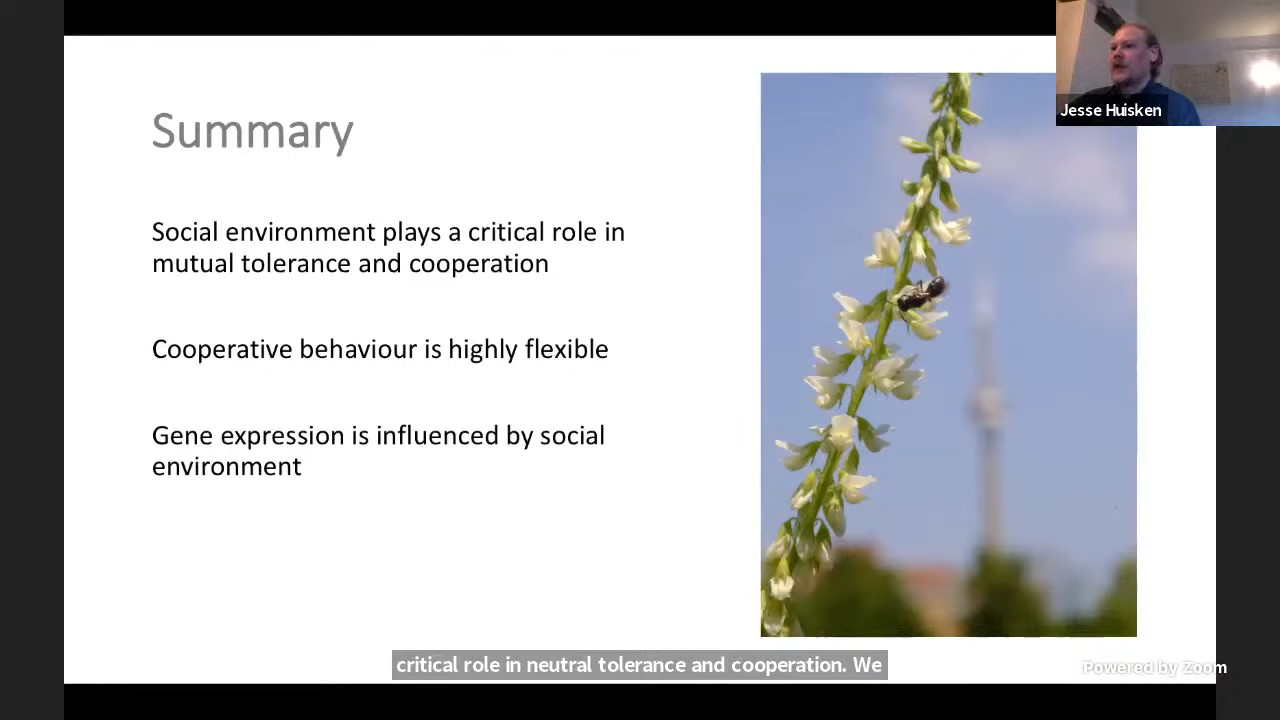 Summary
Social environment plays a critical role in
mutual tolerance and cooperation
Cooperative behaviour is highly flexible
Gene expression is influenced by social
environment
Jesse Huisken
critical role in neutral tolerance and cooperation. We
Powered by Zoom